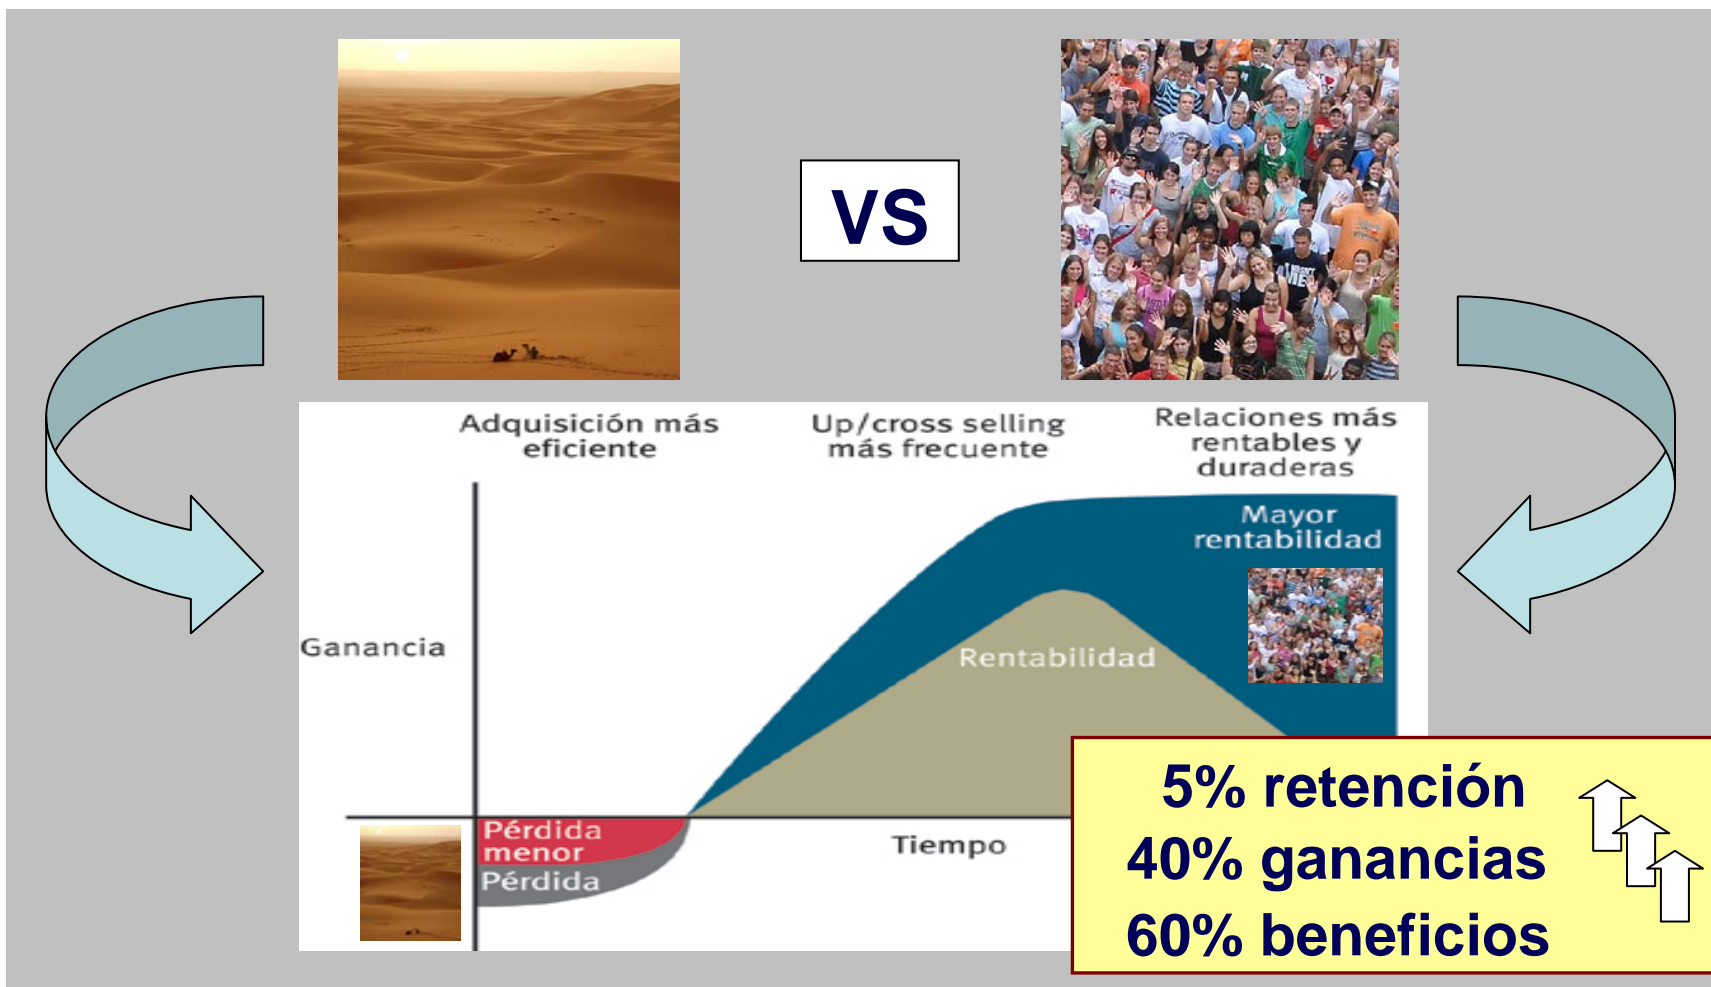 VS
Adquisición más
eficiente
Up/cross selling
más frecuente
Relaciones más
rentables y
duraderas
Mayor
rentabilidad
Ganancia
Rentabilidad
Pérdida
menor
Pérdida
Tiempo
5% retención
40% ganancias
60% beneficios